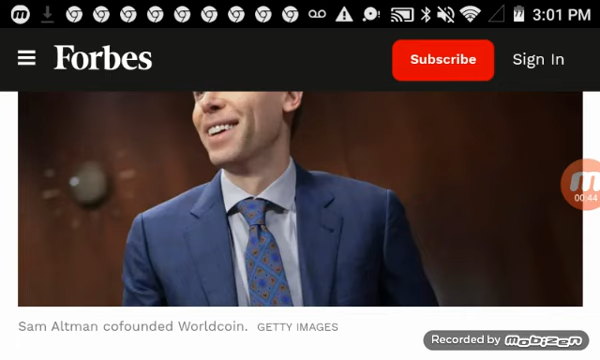 3:01 PM
Forbes
Subscribe
Sign In
00:44
Sam Altman cofounded Worldcoin. GETTY IMAGES
Recorded by mobizen